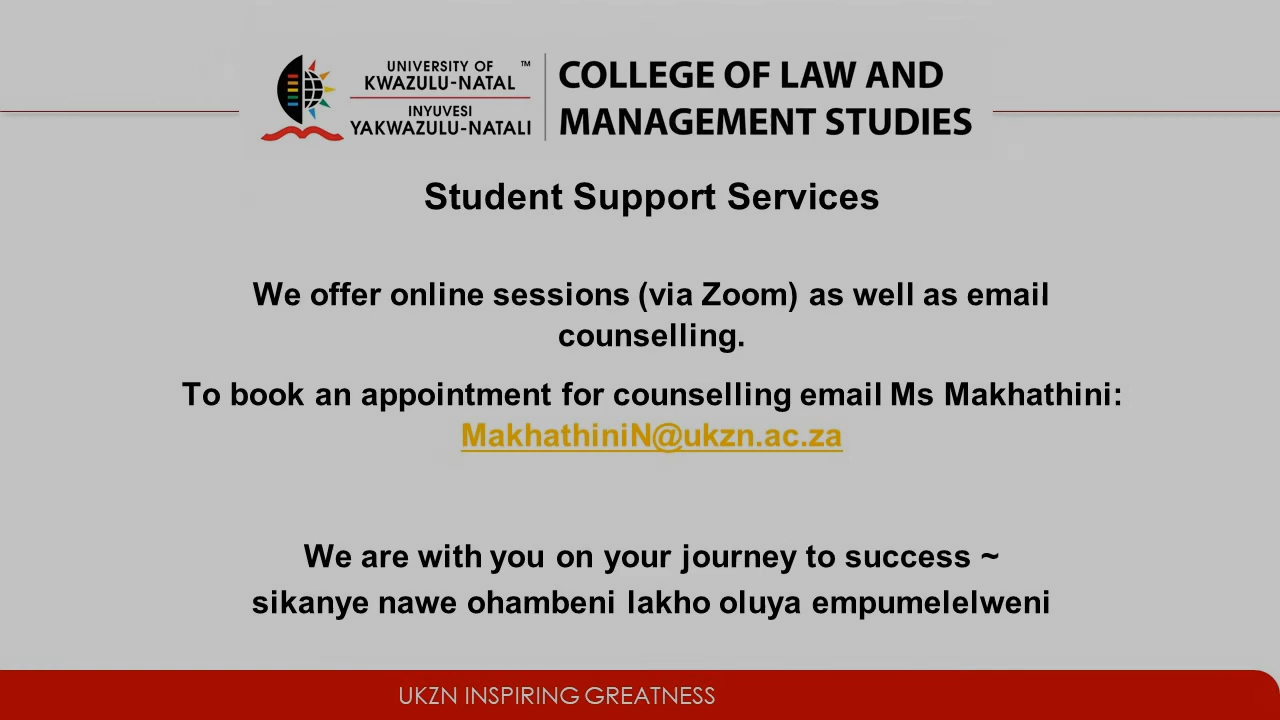 UNIVERSITY OF ™
KWAZULU-NATAL
INYUVESI
YAKWAZULU-NATALI
COLLEGE OF LAW AND
MANAGEMENT STUDIES
Student Support Services
We offer online sessions (via Zoom) as well as email
counselling.
To book an appointment for counselling email Ms Makhathini:
MakhathiniN@ukzn.ac.za
We are with you on your journey to success ~
sikanye nawe ohambeni lakho oluya empumelelweni
UKZN INSPIRING GREATNESS